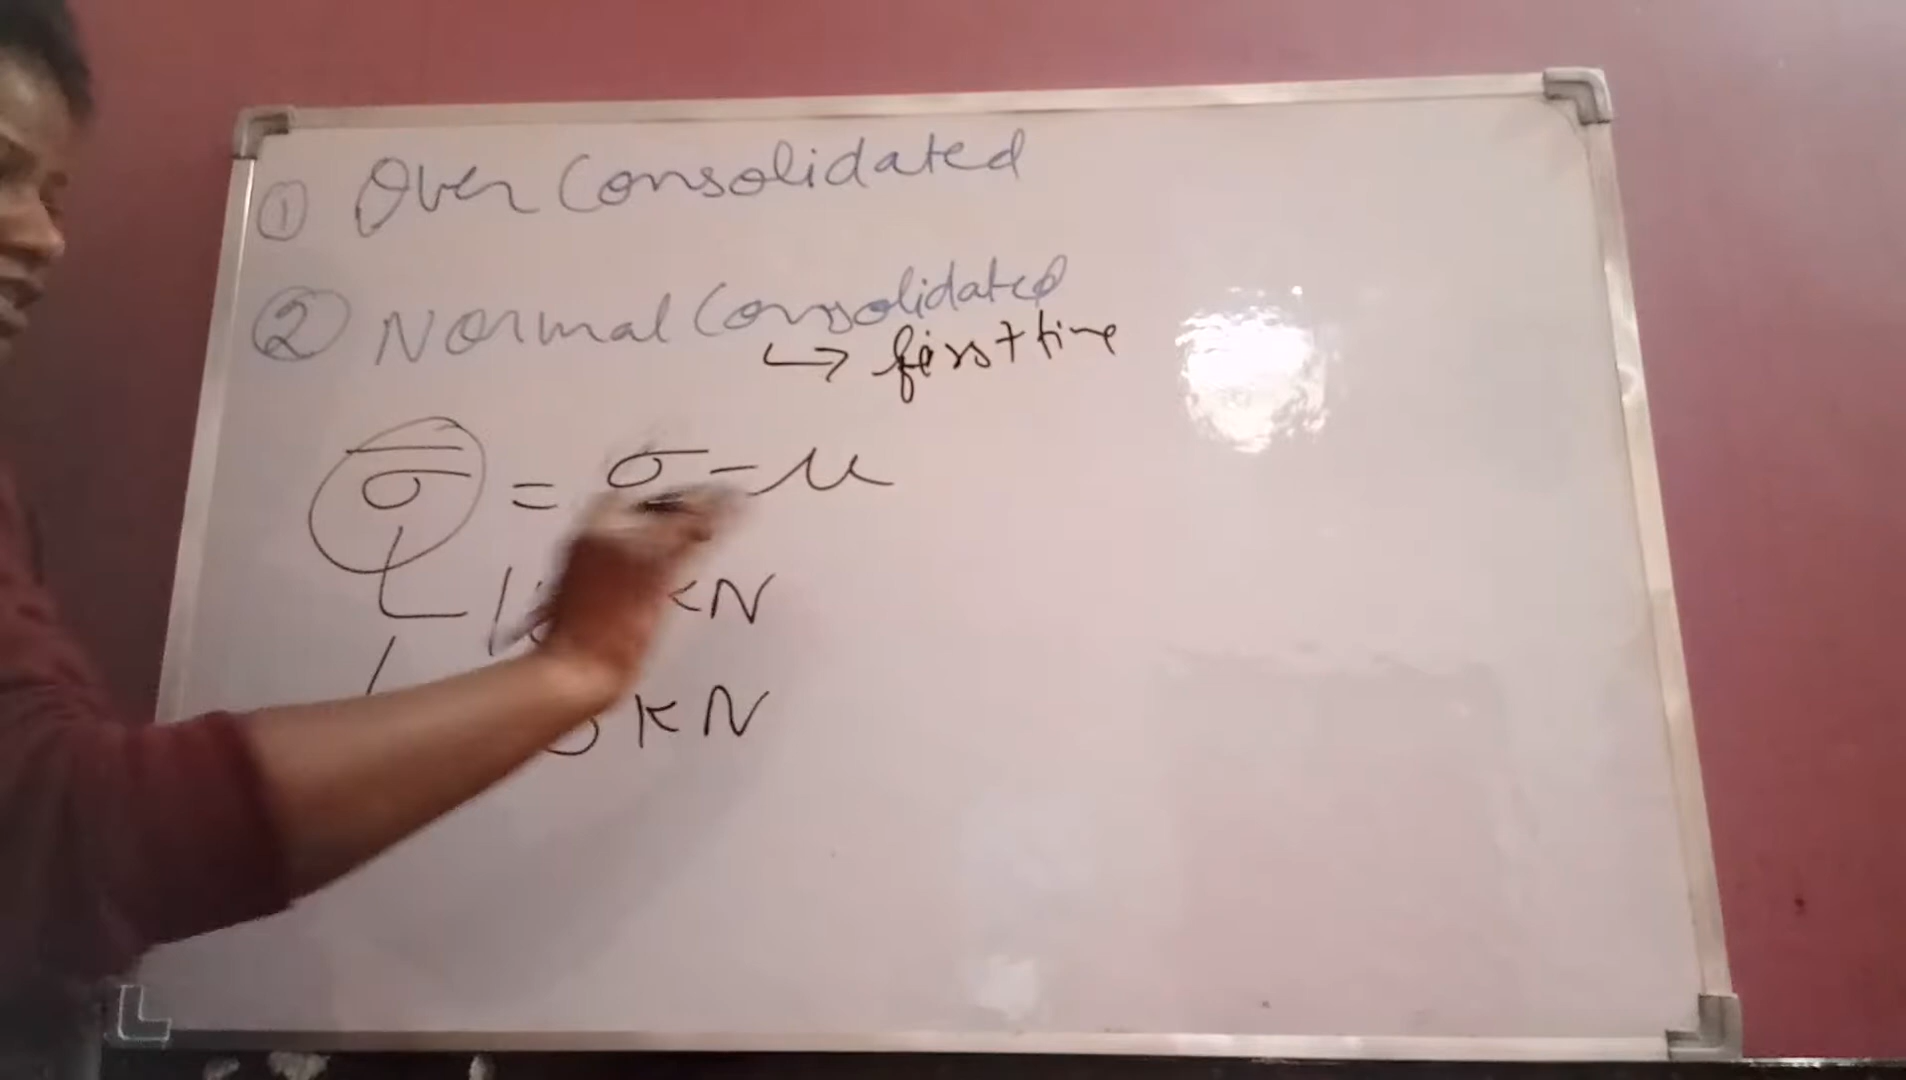 ① Over Consolidated
② Normal Consolidated
↳ first time
σ̄ = σ - u
kN
kN